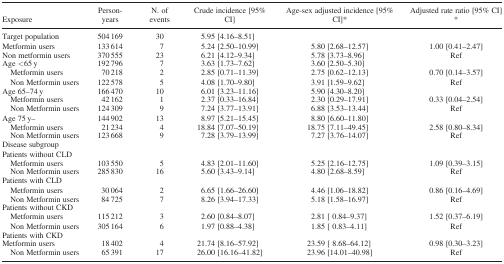 Exposure Person-years N. of events Crude incidence [95% CI] Age-sex adjusted incidence [95% CI]* Adjusted rate ratio [95% CI]*
Target population 504 169 30 5.95 [4.16–8.51]
Metformin users 133 614 7 5.24 [2.50–10.99] 5.80 [2.68–12.57] 1.00 [0.41–2.47]
Non metformin users 370 555 23 6.21 [4.12–9.34] 5.78 [3.73–8.96] Ref
Age <65 y 192 796 7 3.63 [1.73–7.62] 3.60 [2.50–5.30]
Metformin users 70 218 2 2.85 [0.71–11.39] 2.75 [0.62–12.13] 0.70 [0.14–3.57]
Non Metformin users 122 578 5 4.08 [1.70–9.80] 3.91 [1.59–9.62] Ref
Age 65–74 y 166 470 10 6.01 [3.23–11.16] 5.90 [4.30–8.20]
Metformin users 42 162 1 2.37 [0.33–16.84] 2.30 [0.29–17.91] 0.33 [0.04–2.54]
Non Metformin users 124 309 9 7.24 [3.77–13.91] 6.88 [3.53–13.44] Ref
Age 75 y– 144 902 13 8.97 [5.21–15.45] 8.80 [6.60–11.80]
Metformin users 21 234 4 18.84 [7.07–50.19] 18.75 [7.11–49.45] 2.58 [0.80–8.34]
Non Metformin users 123 668 9 7.28 [3.79–13.99] 7.27 [3.76–14.07] Ref
Disease subgroup
Patients without CLD
Metformin users 103 550 5 4.83 [2.01–11.60] 5.25 [2.16–12.75] 1.09 [0.39–3.15]
Non Metformin users 285 830 16 5.60 [3.43–9.14] 4.80 [2.68–8.59] Ref
Patients with CLD
Metformin users 30 064 2 6.65 [1.66–26.60] 4.46 [1.06–18.82] 0.86 [0.16–4.69]
Non Metformin users 84 725 7 8.26 [3.94–17.33] 5.18 [1.58–16.97] Ref
Patients without CKD
Metformin users 115 212 3 2.60 [0.84–8.07] 2.81 [ 0.84–9.37] 1.52 [0.37–6.19]
Non Metformin users 305 164 6 1.97 [0.88–4.38] 1.85 [ 0.83–4.11] Ref
Patients with CKD
Metformin users 18 402 4 21.74 [8.16–57.92] 23.59 [ 8.68–64.12] 0.98 [0.30–3.23]
Non Metformin users 65 391 17 26.00 [16.16–41.82] 23.96 [14.01–40.98] Ref